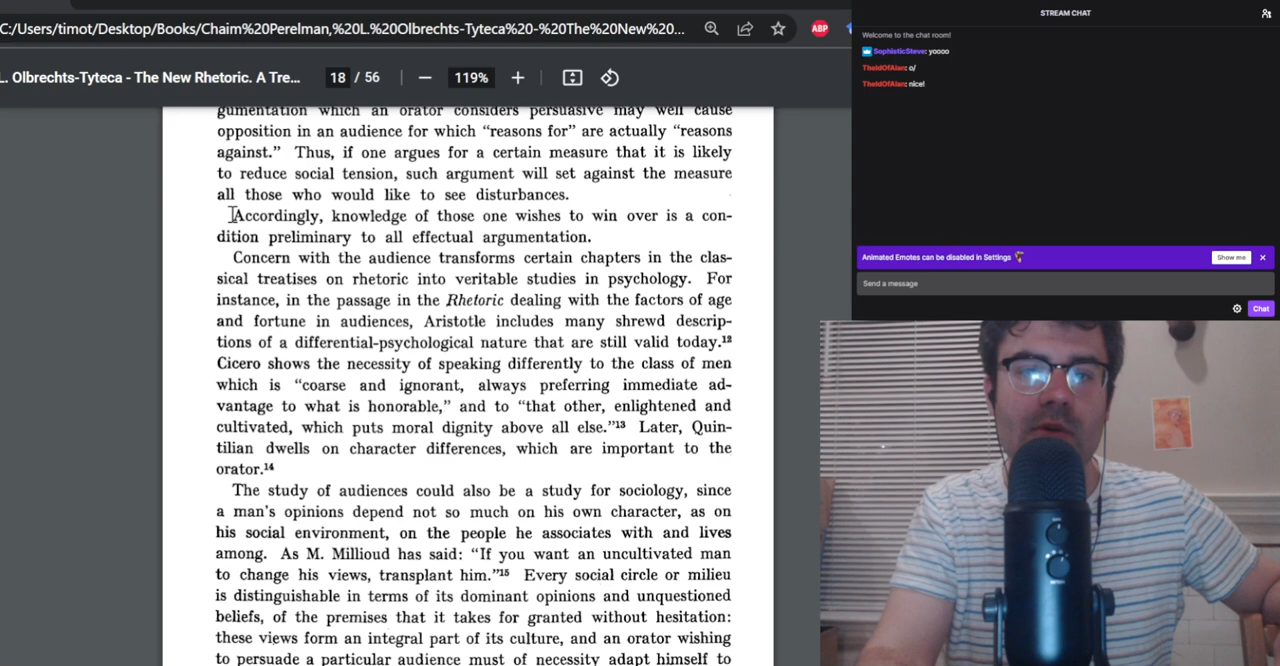 C:/Users/timot/Desktop/Books/Chaim%20Perelman,%20L.%20Olbrechts-Tyteca%20-%20The%20New%20...
ABP
L. Olbrechts-Tyteca - The New Rhetoric. A Tre...
18 / 56
119%
gumentation which an orator considers persuasive may well cause
opposition in an audience for which “reasons for” are actually “reasons
against.” Thus, if one argues for a certain measure that it is likely
to reduce social tension, such argument will set against the measure
all those who would like to see disturbances.
Accordingly, knowledge of those one wishes to win over is a con-
dition preliminary to all effectual argumentation.
Concern with the audience transforms certain chapters in the clas-
sical treatises on rhetoric into veritable studies in psychology. For
instance, in the passage in the Rhetoric dealing with the factors of age
and fortune in audiences, Aristotle includes many shrewd descrip-
tions of a differential-psychological nature that are still valid today.¹²
Cicero shows the necessity of speaking differently to the class of men
which is “coarse and ignorant, always preferring immediate ad-
vantage to what is honorable,” and to “that other, enlightened and
cultivated, which puts moral dignity above all else.”¹³ Later, Quin-
tilian dwells on character differences, which are important to the
orator.¹⁴
The study of audiences could also be a study for sociology, since
a man’s opinions depend not so much on his own character, as on
his social environment, on the people he associates with and lives
among. As M. Millioud has said: “If you want an uncultivated man
to change his views, transplant him.”¹⁵ Every social circle or milieu
is distinguishable in terms of its dominant opinions and unquestioned
beliefs, of the premises that it takes for granted without hesitation:
these views form an integral part of its culture, and an orator wishing
to persuade a particular audience must of necessity adapt himself to
STREAM CHAT
Welcome to the chat room!
SophisticSteve: yoooo
TheIdOfAlan: o/
TheIdOfAlan: nice!
Animated Emotes can be disabled in Settings
Show me
Send a message
Chat